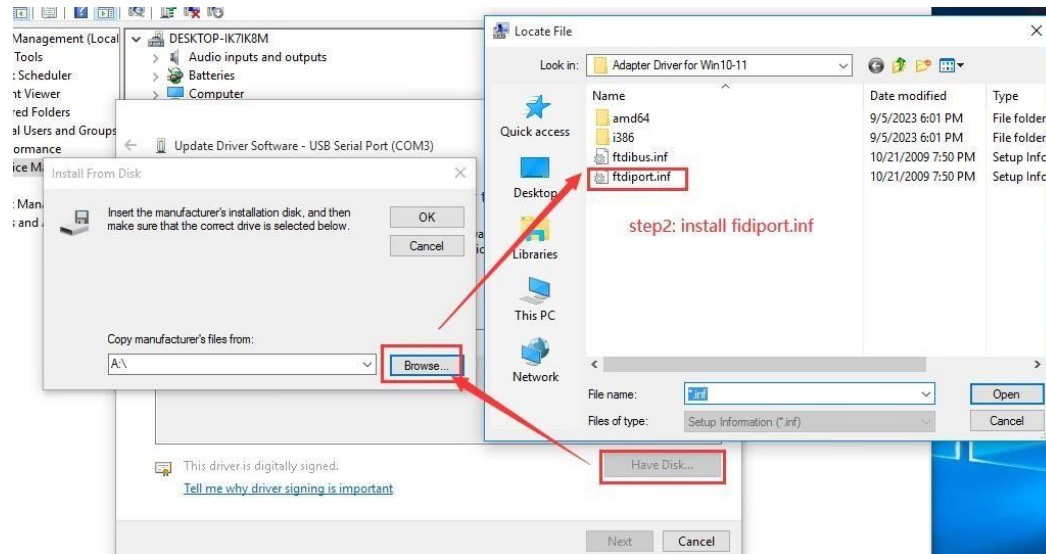 Management (Local
Tools
Scheduler
nt Viewer
red Folders
al Users and Groups
ormance
ice M
Man
s and
DESKTOP-IK7IK8M
Audio inputs and outputs
Batteries
Computer
Update Driver Software - USB Serial Port (COM3)
Install From Disk
Insert the manufacturer's installation disk, and then
make sure that the correct drive is selected below.
OK
Cancel
Copy manufacturer's files from:
A:\
Browse...
This driver is digitally signed.
Tell me why driver signing is important
Have Disk...
Next
Cancel
Locate File
Look in:
Adapter Driver for Win10-11
Quick access
Desktop
Libraries
This PC
Network
Name
Date modified
Type
amd64
9/5/2023 6:01 PM
File folder
i386
9/5/2023 6:01 PM
File folder
ftdibus.inf
10/21/2009 7:50 PM
Setup Infc
ftdiport.inf
10/21/2009 7:50 PM
Setup Infc
step2: install fidiport.inf
File name:
*.inf
Open
Files of type:
Setup Information (*.inf)
Cancel